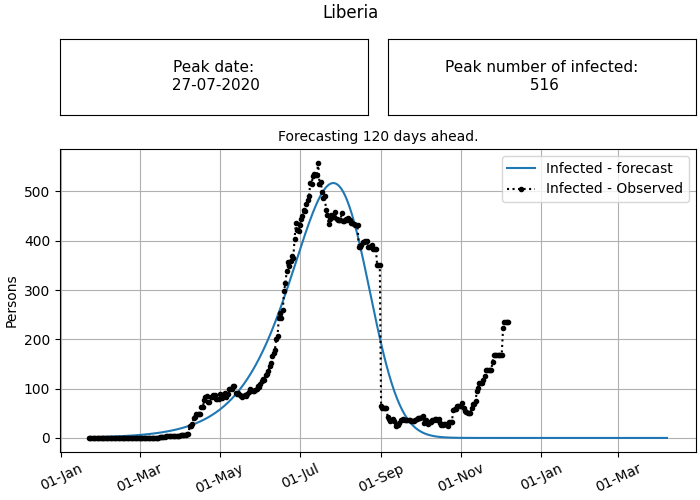 Liberia
Peak date:
27-07-2020
Peak number of infected:
516
Forecasting 120 days ahead.
Infected - forecast
Infected - Observed
Persons
500
400
300
200
100
0
01-Jan
01-Mar
01-May
01-Jul
01-Sep
01-Nov
01-Jan
01-Mar